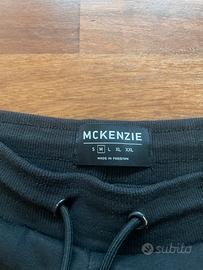 MCKENZIE
S M L XL XXL
MADE IN PAKISTAN
subito